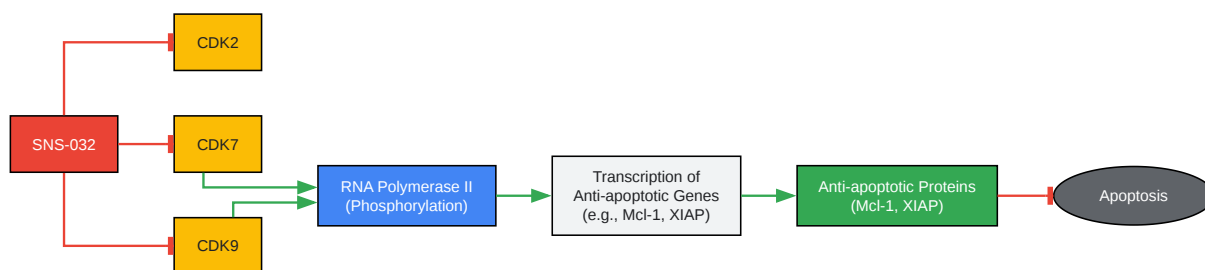 CDK2
SNS-032
CDK7
RNA Polymerase II
(Phosphorylation)
Transcription of
Anti-apoptotic Genes
(e.g., Mcl-1, XIAP)
Anti-apoptotic Proteins
(Mcl-1, XIAP)
Apoptosis
CDK9